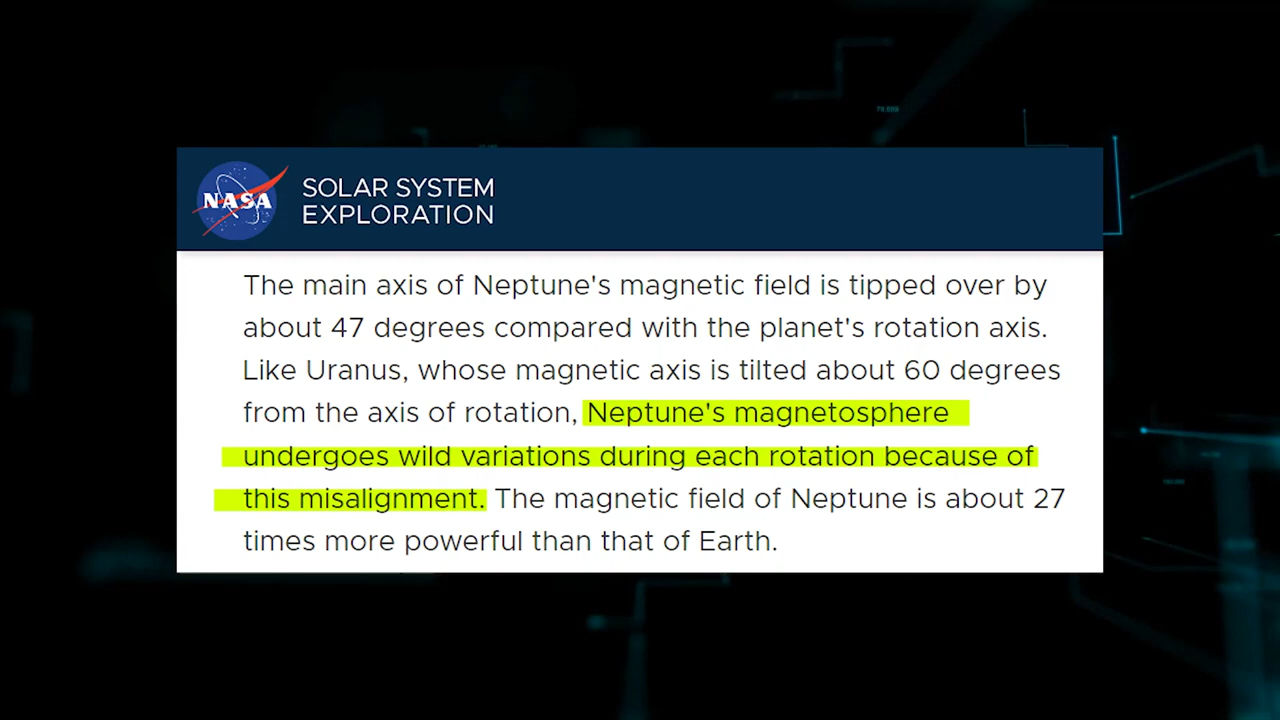 78.689
NASA
SOLAR SYSTEM
EXPLORATION
The main axis of Neptune's magnetic field is tipped over by
about 47 degrees compared with the planet's rotation axis.
Like Uranus, whose magnetic axis is tilted about 60 degrees
from the axis of rotation, Neptune's magnetosphere
undergoes wild variations during each rotation because of
this misalignment. The magnetic field of Neptune is about 27
times more powerful than that of Earth.